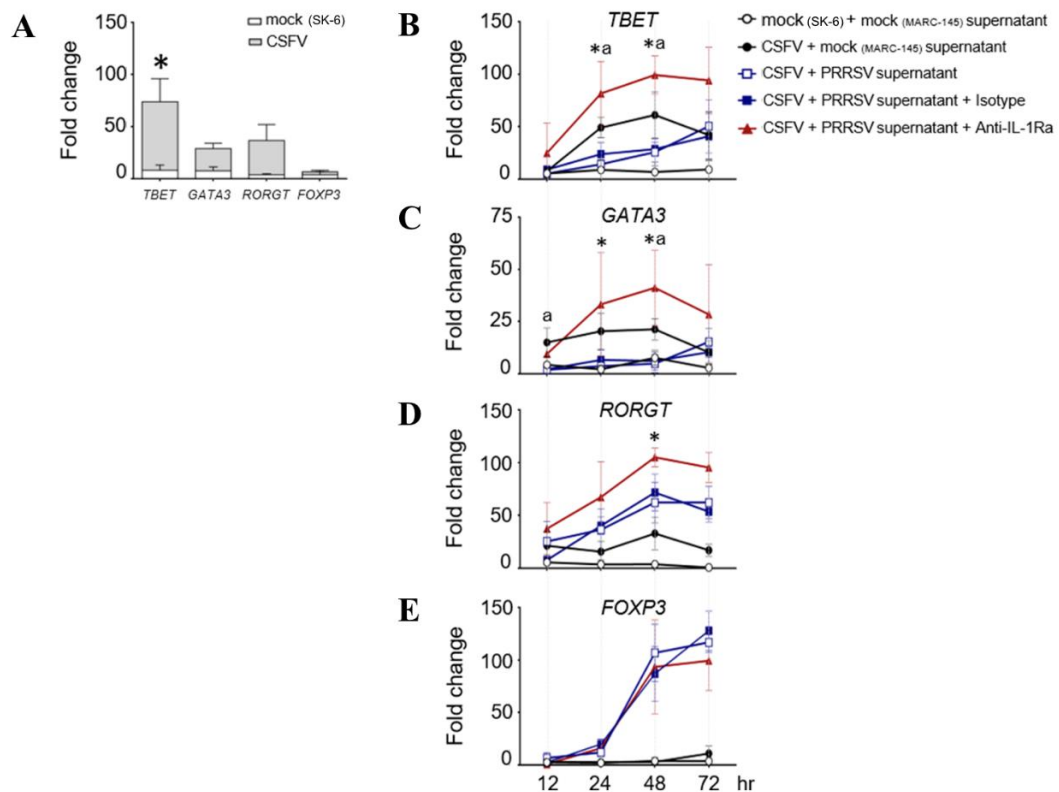 A
Fold change
150
100
50
0
mock (SK-6)
CSFV
*
TBET GATA3 RORGT FOXP3
B
TBET
Fold change
150
100
50
0
*a *a
mock (SK-6) + mock (MARC-145) supernatant
CSFV + mock (MARC-145) supernatant
CSFV + PRRSV supernatant
CSFV + PRRSV supernatant + Isotype
CSFV + PRRSV supernatant + Anti-IL-1Ra
C
GATA3
Fold change
75
50
25
0
a * *a
D
RORGT
Fold change
150
100
50
0
*
E
FOXP3
Fold change
150
100
50
0
12 24 48 72 hr